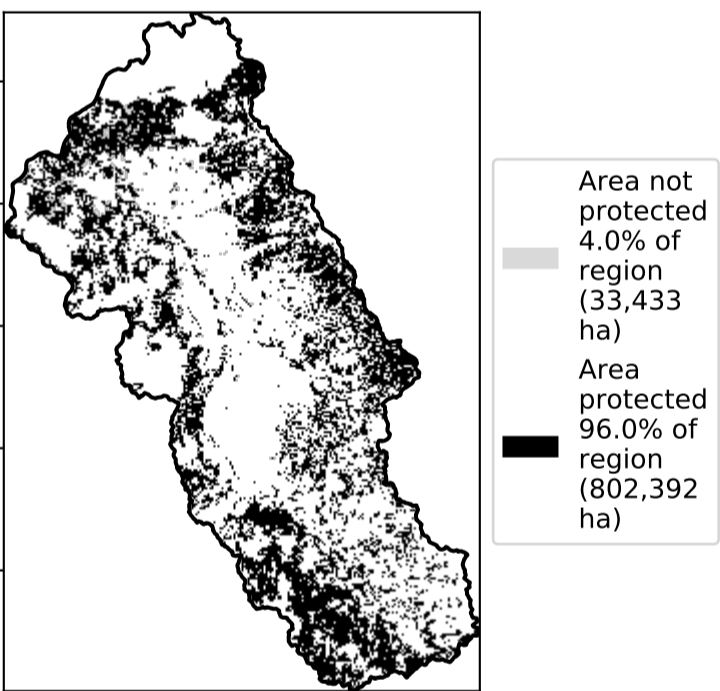 Area not
protected
4.0% of
region
(33,433
ha)
Area
protected
96.0% of
region
(802,392
ha)